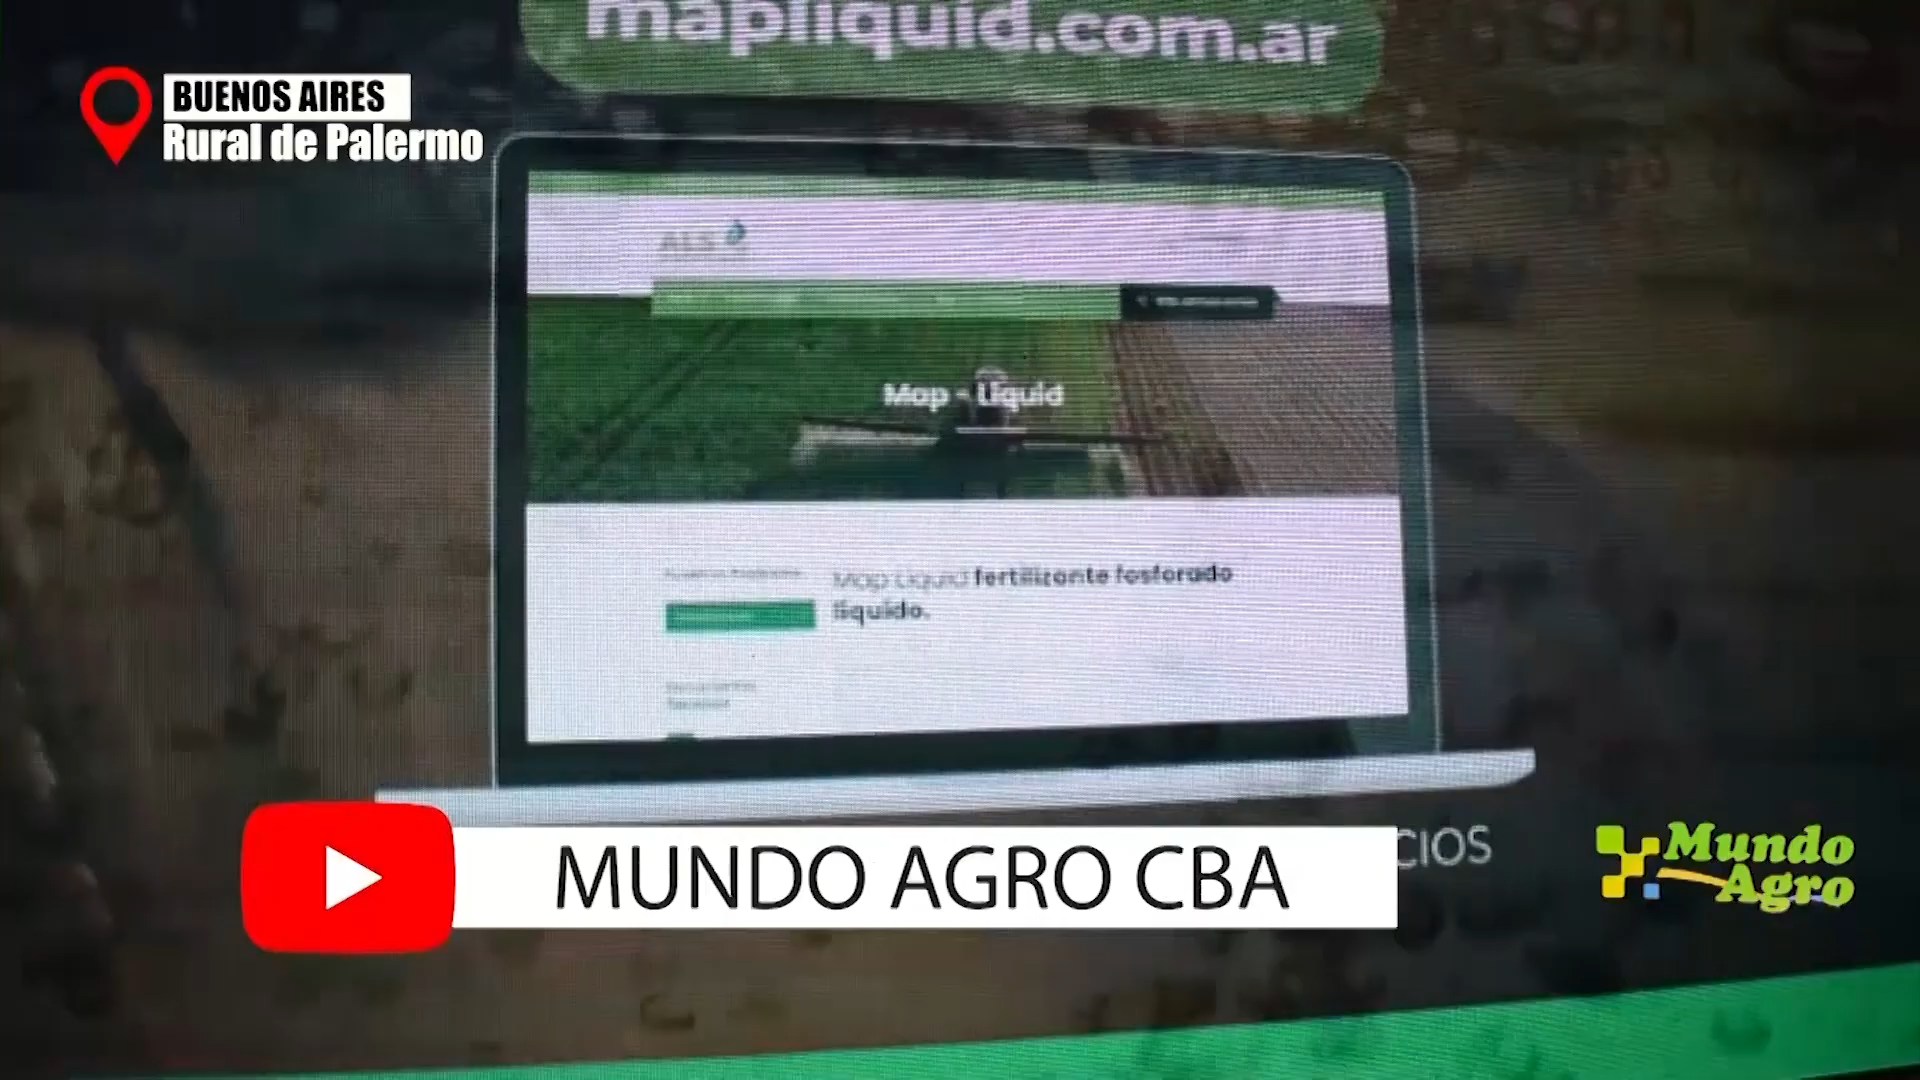 mapliquid.com.ar
BUENOS AIRES
Rural de Palermo
ALS
Map - Liquid
Map Liquid fertilizante fosforado
líquido.
CIOS
MUNDO AGRO CBA
Mundo
Agro